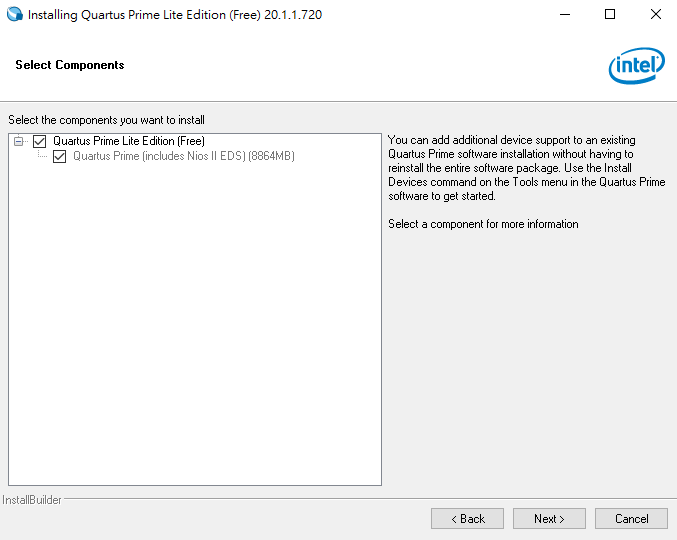 Installing Quartus Prime Lite Edition (Free) 20.1.1.720
Select Components
intel
Select the components you want to install
Quartus Prime Lite Edition (Free)
Quartus Prime (includes Nios II EDS) (8864MB)
You can add additional device support to an existing
Quartus Prime software installation without having to
reinstall the entire software package. Use the Install
Devices command on the Tools menu in the Quartus Prime
software to get started.
Select a component for more information
InstallBuilder
< Back
Next >
Cancel